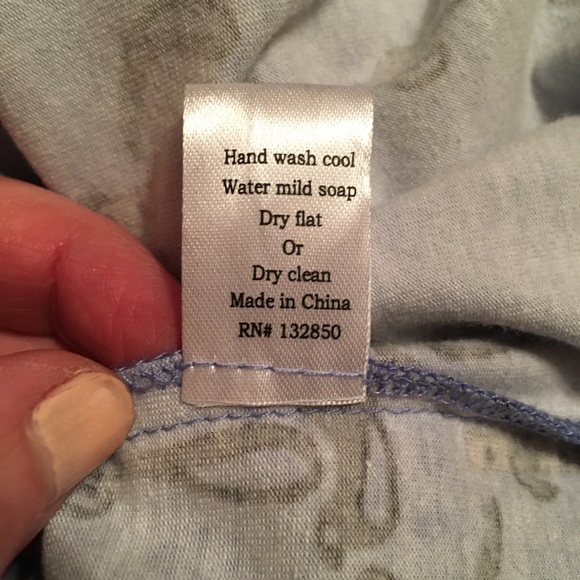 Hand wash cool
Water mild soap
Dry flat
Or
Dry clean
Made in China
RN# 132850